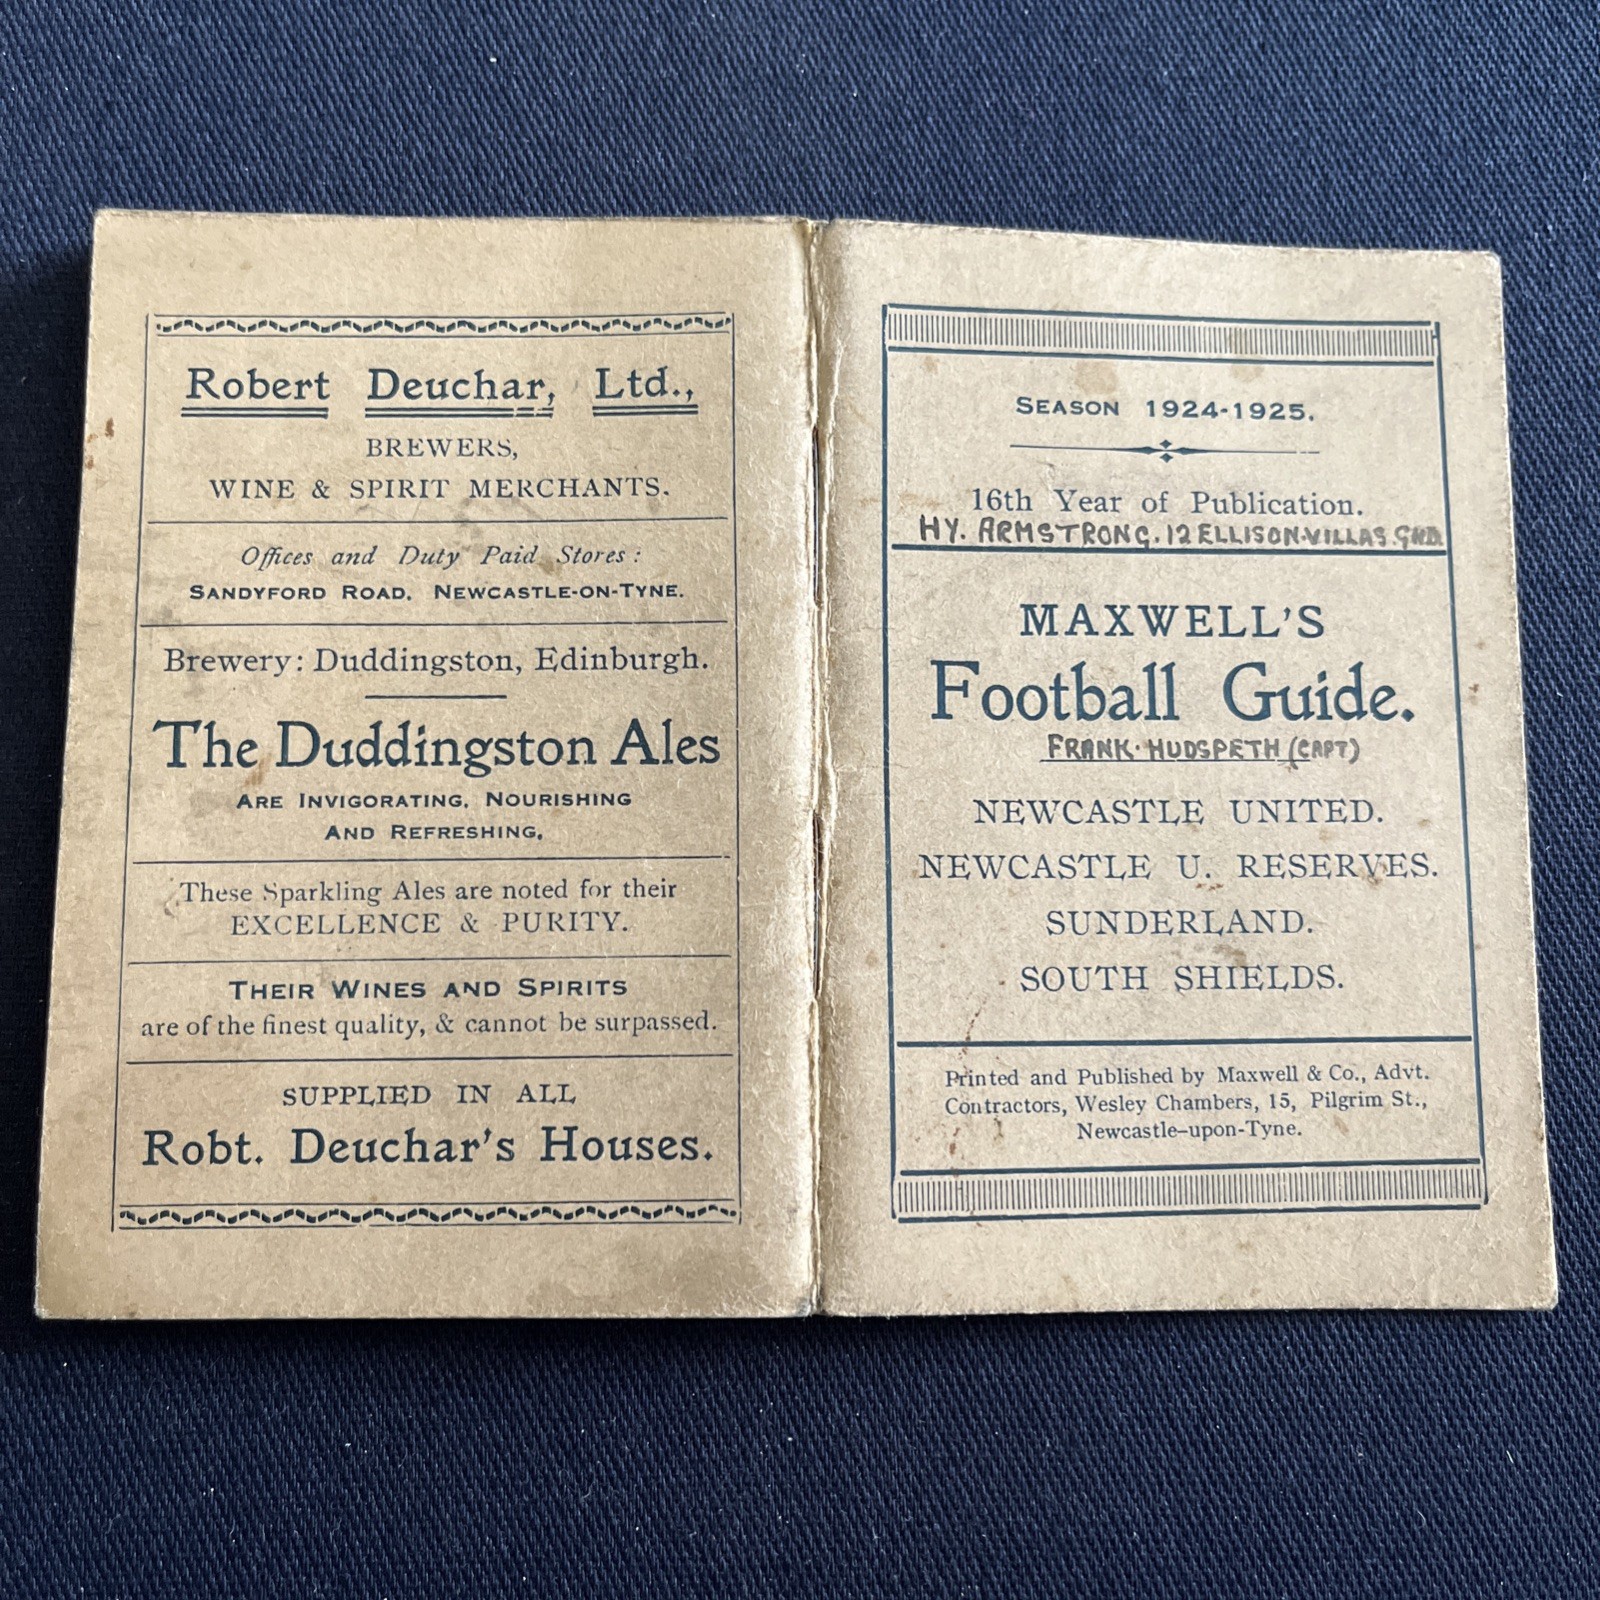 Robert Deuchar, Ltd.,
BREWERS,
WINE & SPIRIT MERCHANTS.
Offices and Duty Paid Stores:
SANDYFORD ROAD, NEWCASTLE-ON-TYNE.
Brewery: Duddingston, Edinburgh.
The Duddingston Ales
ARE INVIGORATING, NOURISHING
AND REFRESHING.
These Sparkling Ales are noted for their
EXCELLENCE & PURITY.
THEIR WINES AND SPIRITS
are of the finest quality, & cannot be surpassed.
SUPPLIED IN ALL
Robt. Deuchar's Houses.
SEASON 1924-1925.
16th Year of Publication.
HY. ARMSTRONG. 12 ELLISON·VILLAS. GHD
MAXWELL'S
Football Guide.
FRANK·HUDSPETH (CAPT)
NEWCASTLE UNITED.
NEWCASTLE U. RESERVES.
SUNDERLAND.
SOUTH SHIELDS.
Printed and Published by Maxwell & Co., Advt.
Contractors, Wesley Chambers, 15, Pilgrim St.,
Newcastle-upon-Tyne.